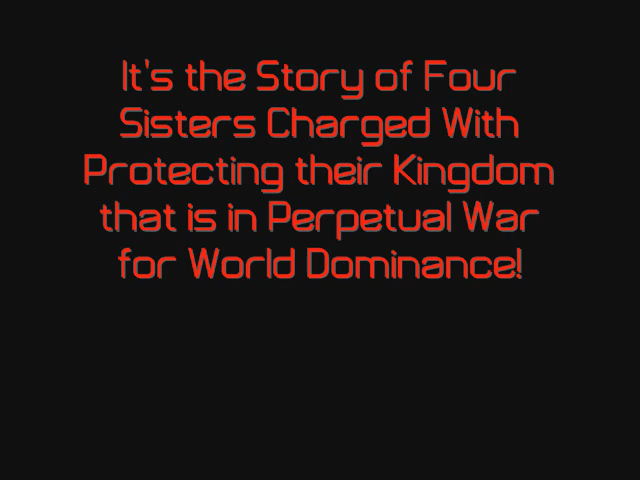 It's the Story of Four
Sisters Charged With
Protecting their Kingdom
that is in Perpetual War
for World Dominance!